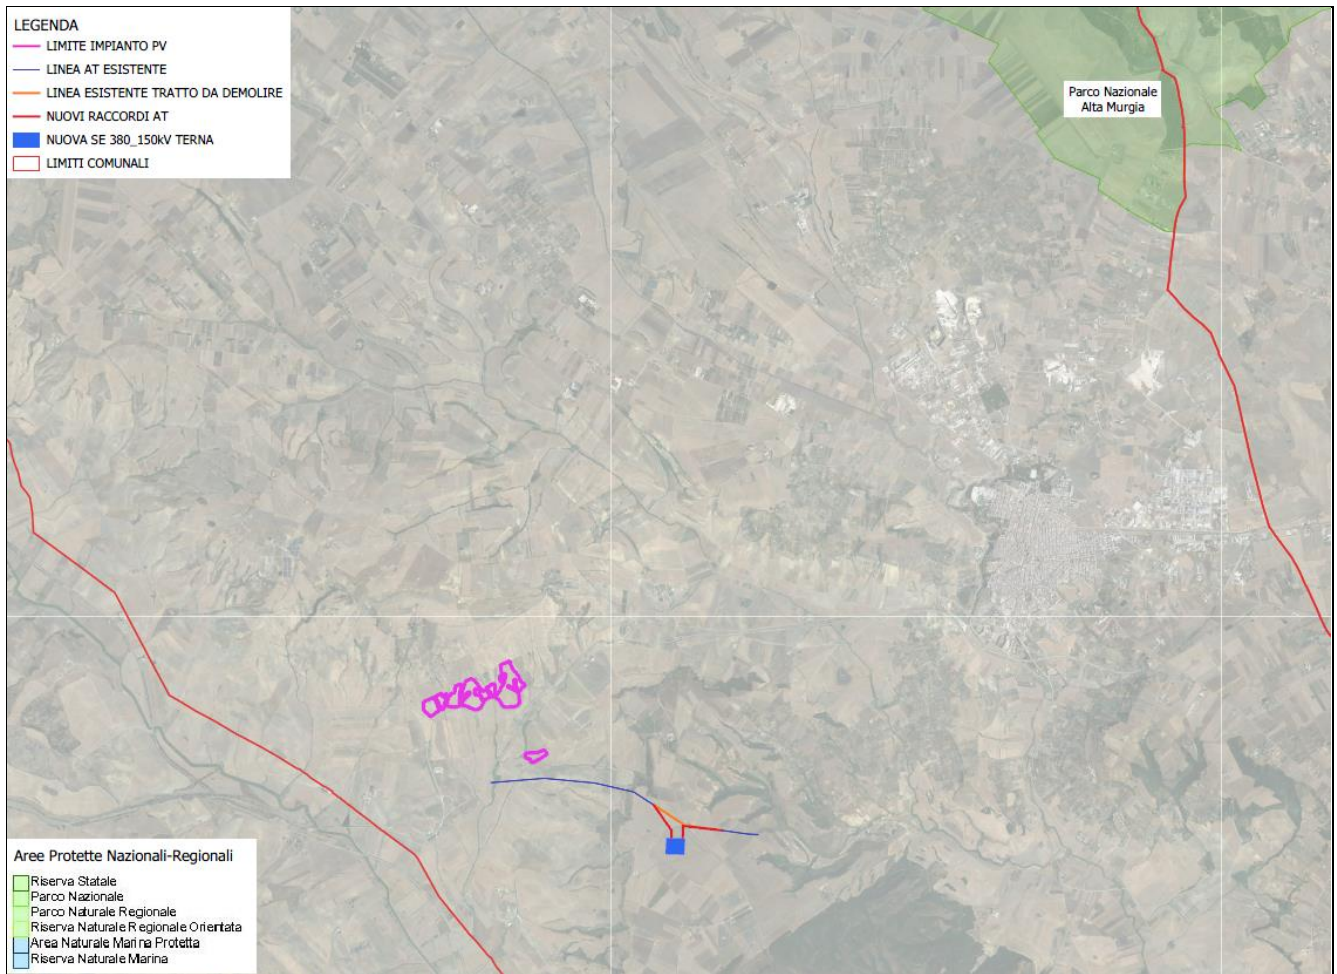 LEGENDA
LIMITE IMPIANTO PV
LINEA AT ESISTENTE
LINEA ESISTENTE TRATTO DA DEMOLIRE
NUOVI RACCORDI AT
NUOVA SE 380_150kV TERNA
LIMITI COMUNALI
Parco Nazionale
Alta Murgia
Aree Protette Nazionali-Regionali
Riserva Statale
Parco Nazionale
Parco Naturale Regionale
Riserva Naturale Regionale Orientata
Area Naturale Marina Protetta
Riserva Naturale Marina